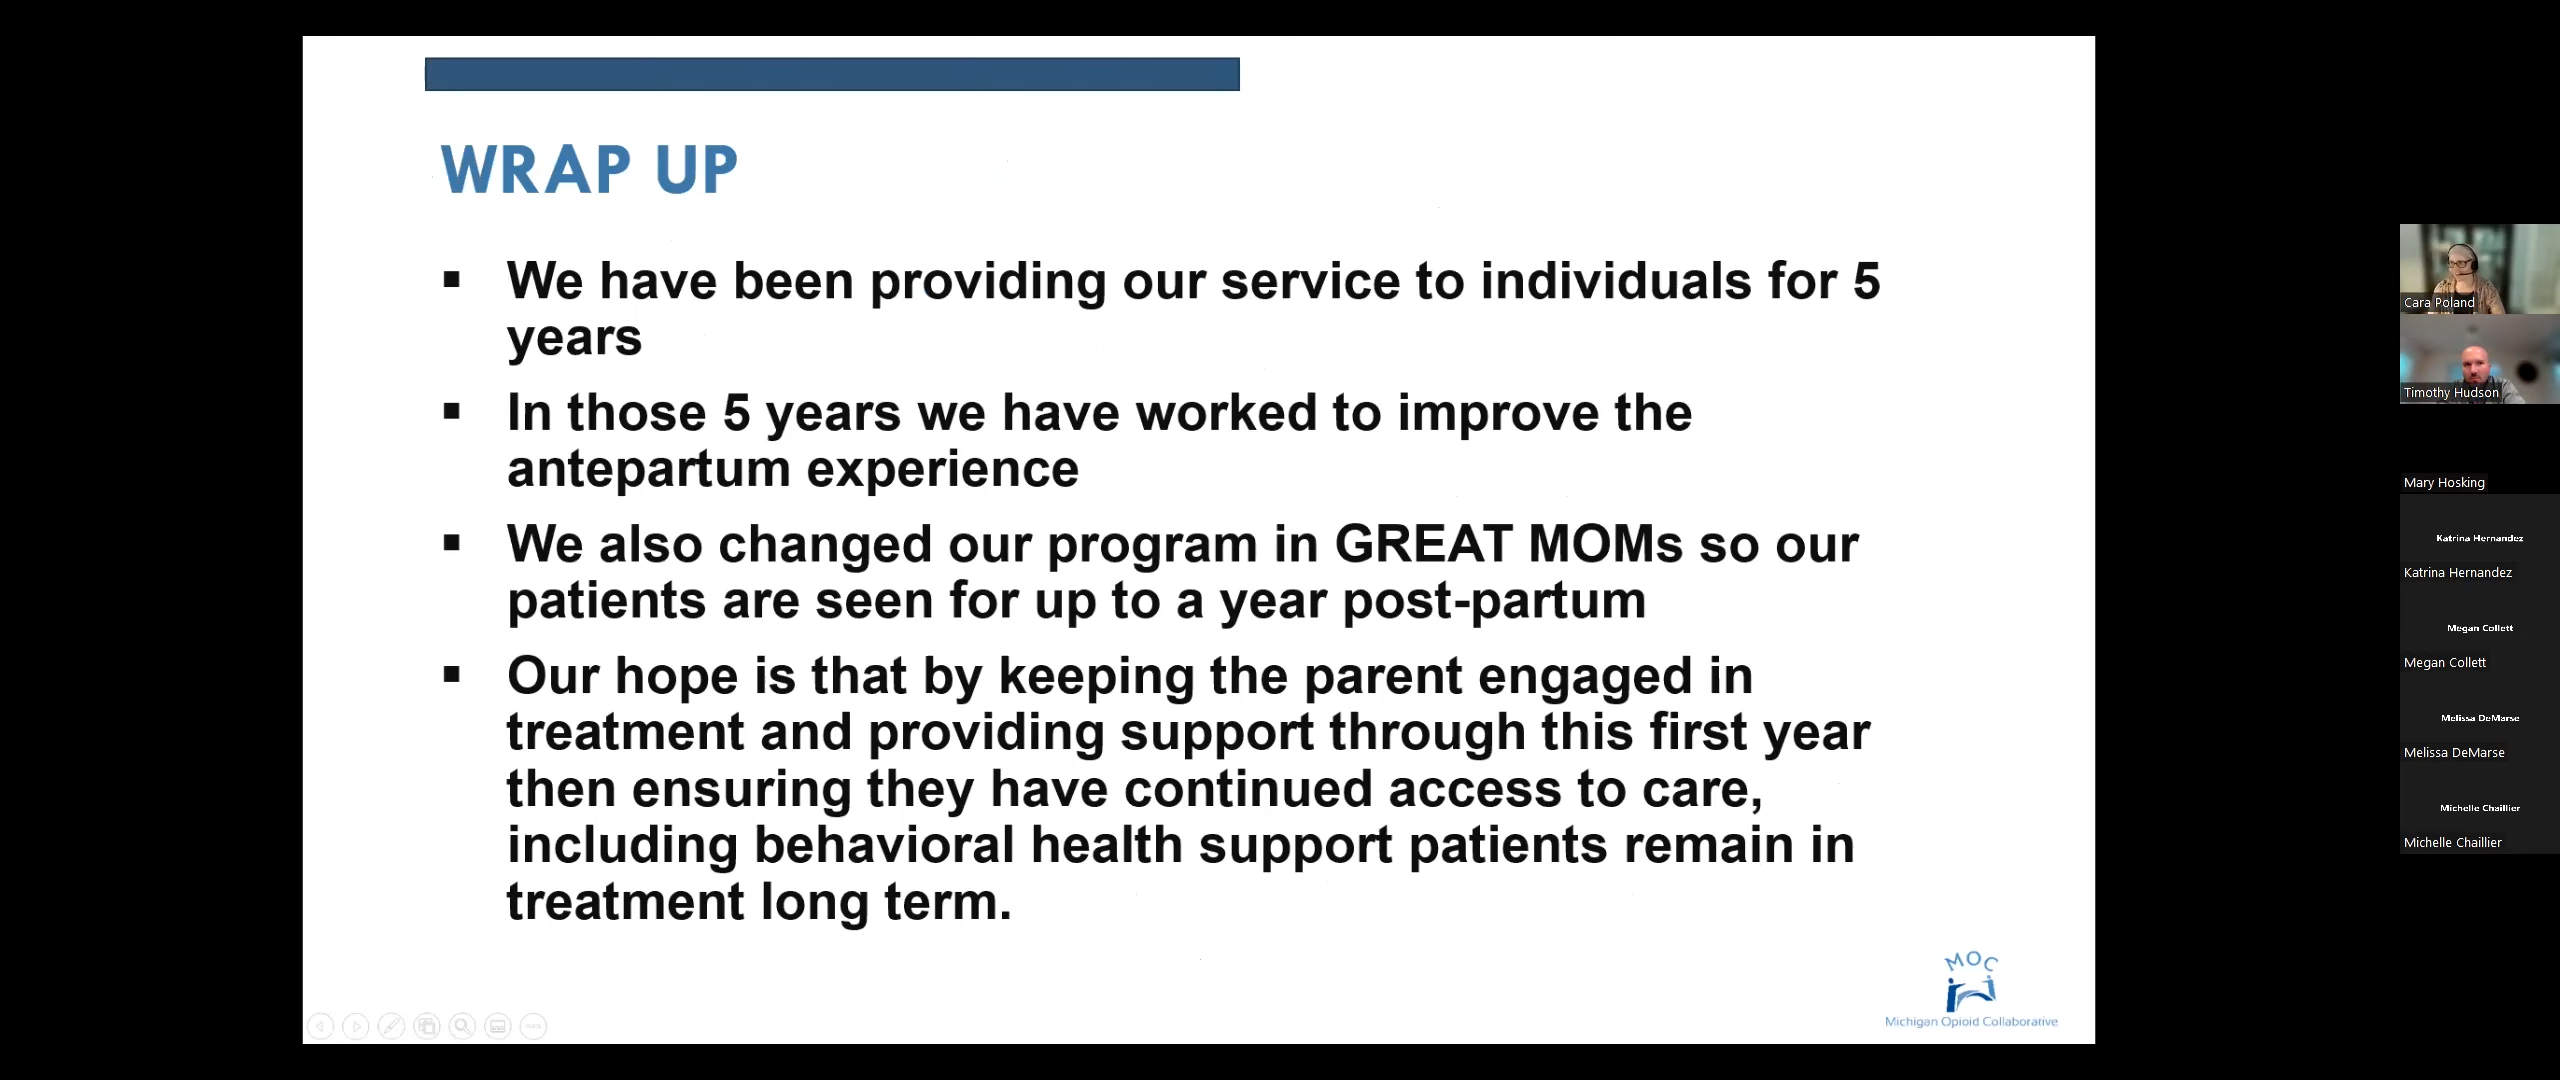 WRAP UP
▪ We have been providing our service to individuals for 5
years
▪ In those 5 years we have worked to improve the
antepartum experience
▪ We also changed our program in GREAT MOMs so our
patients are seen for up to a year post-partum
▪ Our hope is that by keeping the parent engaged in
treatment and providing support through this first year
then ensuring they have continued access to care,
including behavioral health support patients remain in
treatment long term.
MOC
Michigan Opioid Collaborative
Cara Poland
Timothy Hudson
Mary Hosking
Katrina Hernandez
Katrina Hernandez
Megan Collett
Megan Collett
Melissa DeMarse
Melissa DeMarse
Michelle Chaillier
Michelle Chaillier